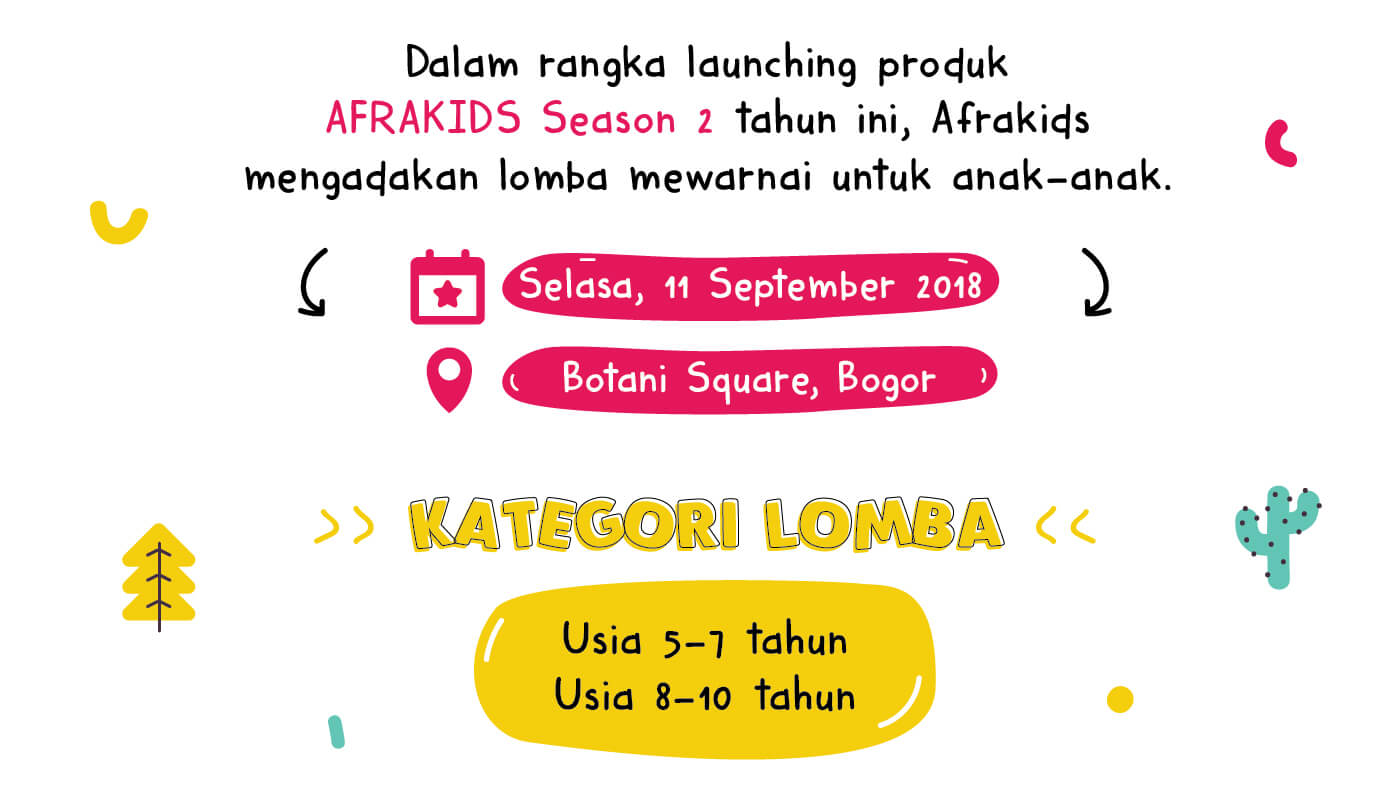 Dalam rangka launching produk
AFRAKIDS Season 2 tahun ini, Afrakids
mengadakan lomba mewarnai untuk anak-anak.
Selasa, 11 September 2018
Botani Square, Bogor
>> KATEGORI LOMBA <<
Usia 5-7 tahun
Usia 8-10 tahun